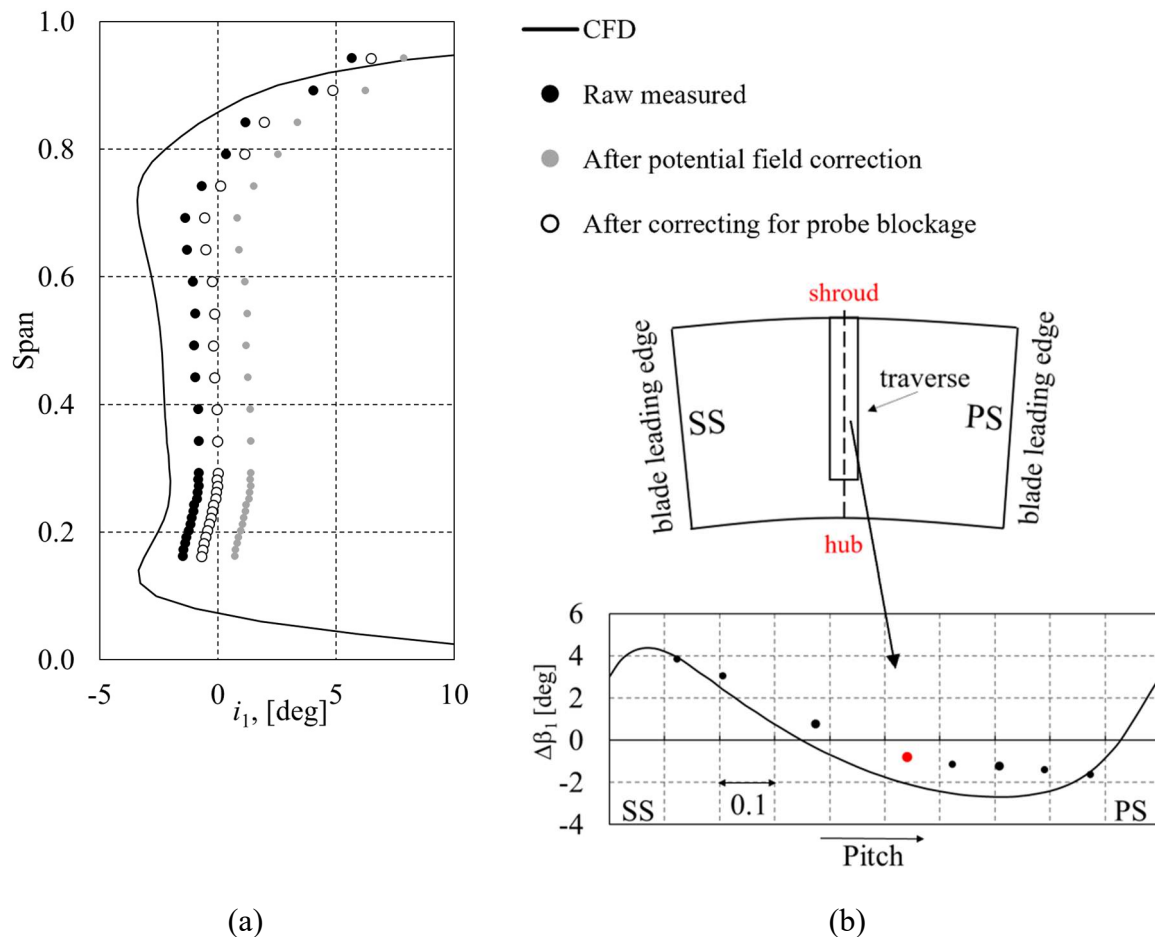 1.0
0.8
0.6
0.4
0.2
0.0
Span
-5
0
5
10
i₁, [deg]
(a)
CFD
Raw measured
After potential field correction
After correcting for probe blockage
shroud
blade leading edge
SS
traverse
PS
blade leading edge
hub
6
4
2
0
-2
-4
Δβ₁ [deg]
SS
0.1
PS
Pitch
(b)